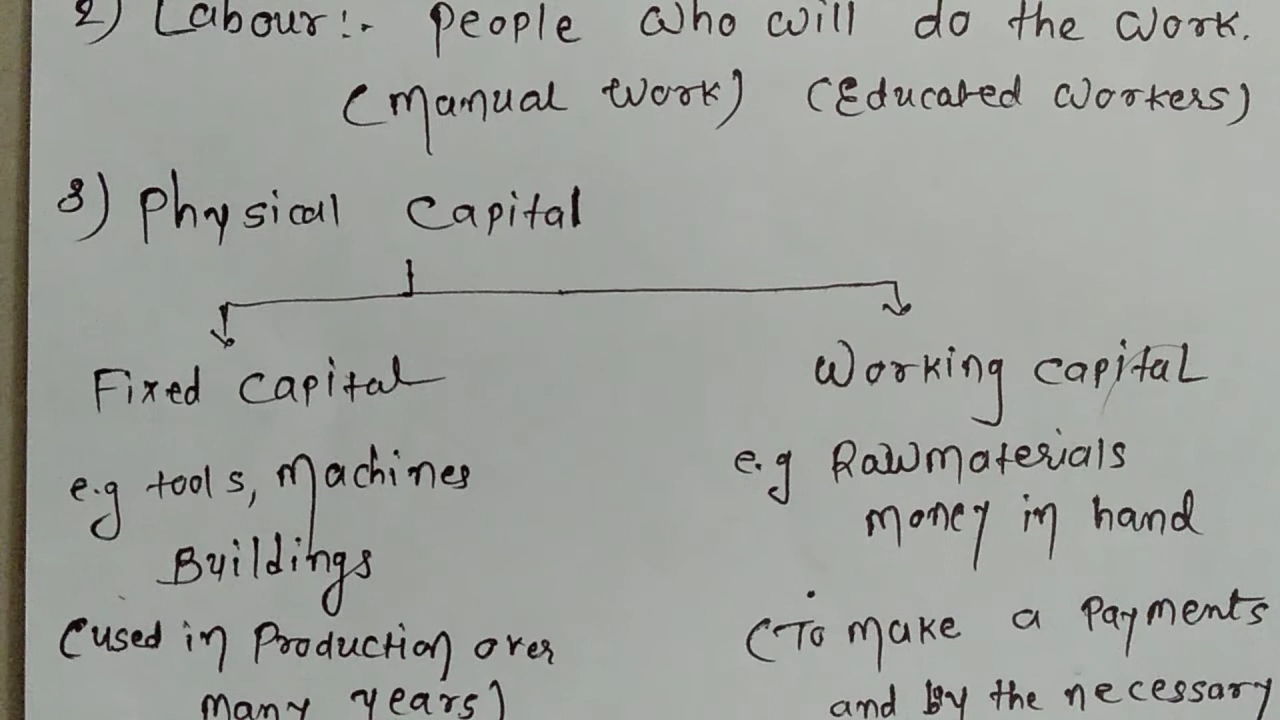 2) Labour:- People who will do the work.
(manual work) (Educated workers)
3) Physical Capital
Fixed capital
e.g tools, Machines
Buildings
(used in Production over
many years)
Working capital
e.g Rawmaterials
money in hand
(To make a Payments
and by the necessary